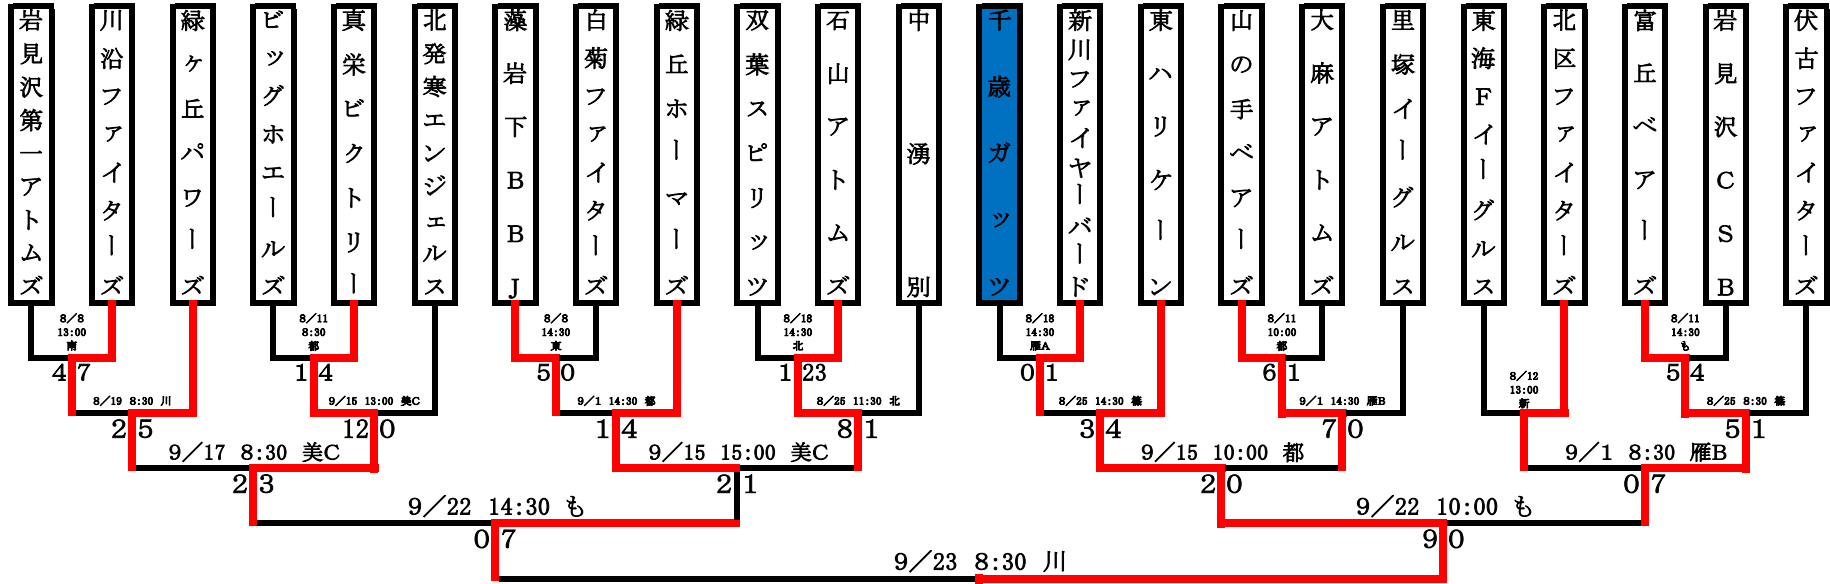 岩見沢第一アトムズ
川沿ファイターズ
緑ヶ丘パワーズ
ビッグホエールズ
真栄ビクトリー
北発寒エンジェルス
藻岩下BBJ
白菊ファイターズ
緑丘ホーマーズ
双葉スピリッツ
石山アトムズ
中湧別
千歳ガッツ
新川ファイヤーバード
東ハリケーン
山の手ベアーズ
大麻アトムズ
里塚イーグルス
東海Fイーグルス
北区ファイターズ
富丘ベアーズ
岩見沢CSB
伏古ファイターズ
8/8
13:00
南
8/11
8:30
都
8/8
14:30
東
8/18
14:30
北
8/18
14:30
雁A
8/11
10:00
都
8/12
13:00
新
8/11
14:30
も
4 7
1 4
5 0
1 23
0 1
6 1
5 4
8/19 8:30 川
9/15 13:00 美C
9/1 14:30 都
8/25 11:30 北
8/25 14:30 篠
9/1 14:30 雁B
8/25 8:30 篠
2 5
12 0
1 4
8 1
3 4
7 0
5 1
9/17 8:30 美C
9/15 15:00 美C
9/15 10:00 都
9/1 8:30 雁B
2 3
2 1
2 0
0 7
9/22 14:30 も
9/22 10:00 も
0 7
9 0
9/23 8:30 川